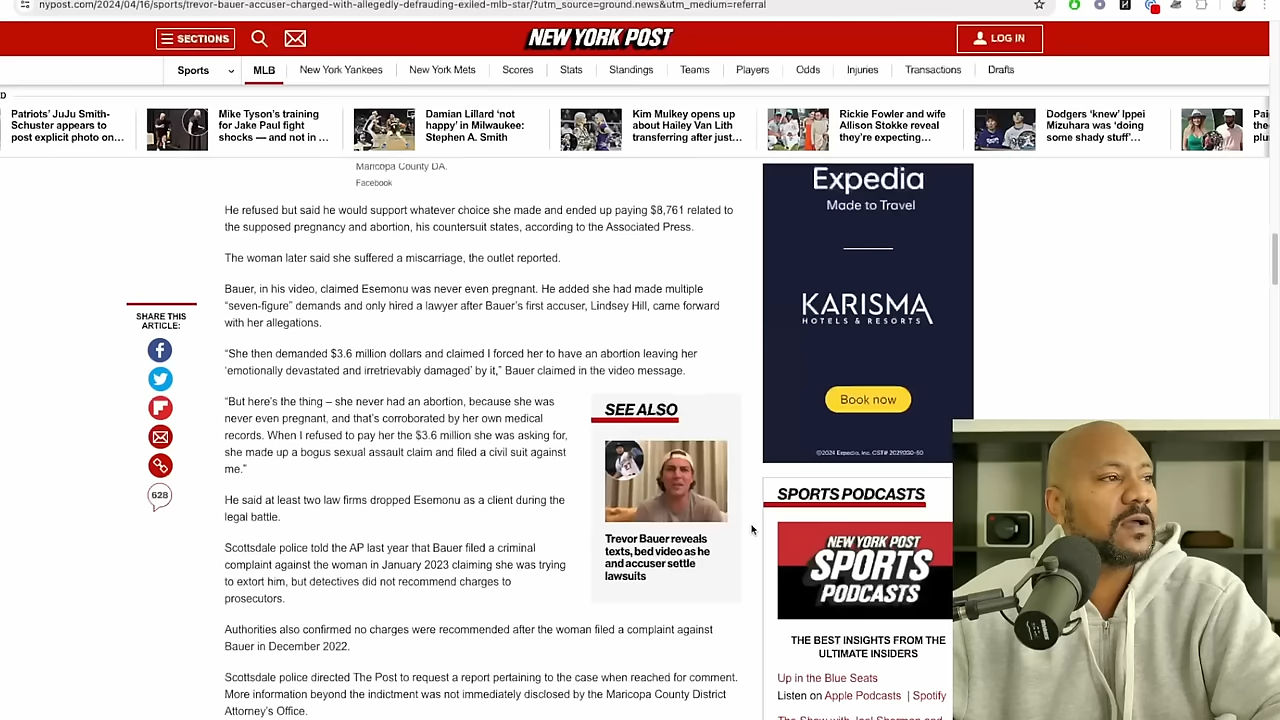 nypost.com/2024/04/16/sports/trevor-bauer-accuser-charged-with-allegedly-defrauding-exiled-mlb-star/?utm_source=ground.news&utm_medium=referral
SECTIONS
NEW YORK POST
LOG IN
Sports
MLB
New York Yankees
New York Mets
Scores
Stats
Standings
Teams
Players
Odds
Injuries
Transactions
Drafts
D
Patriots’ JuJu Smith-
Schuster appears to
post explicit photo on…
Mike Tyson’s training
for Jake Paul fight
shocks — and not in …
Damian Lillard ‘not
happy’ in Milwaukee:
Stephen A. Smith
Kim Mulkey opens up
about Hailey Van Lith
transferring after just…
Rickie Fowler and wife
Allison Stokke reveal
they’re expecting…
Dodgers ‘knew’ Ippei
Mizuhara was ‘doing
some shady stuff’…
Pai
the
plu
Maricopa County DA.
Facebook
He refused but said he would support whatever choice she made and ended up paying $8,761 related to
the supposed pregnancy and abortion, his countersuit states, according to the Associated Press.
The woman later said she suffered a miscarriage, the outlet reported.
Bauer, in his video, claimed Esemonu was never even pregnant. He added she had made multiple
“seven-figure” demands and only hired a lawyer after Bauer’s first accuser, Lindsey Hill, came forward
with her allegations.
“She then demanded $3.6 million dollars and claimed I forced her to have an abortion leaving her
‘emotionally devastated and irretrievably damaged’ by it,” Bauer claimed in the video message.
“But here’s the thing – she never had an abortion, because she was
never even pregnant, and that’s corroborated by her own medical
records. When I refused to pay her the $3.6 million she was asking for,
she made up a bogus sexual assault claim and filed a civil suit against
me.”
He said at least two law firms dropped Esemonu as a client during the
legal battle.
Scottsdale police told the AP last year that Bauer filed a criminal
complaint against the woman in January 2023 claiming she was trying
to extort him, but detectives did not recommend charges to
prosecutors.
Authorities also confirmed no charges were recommended after the woman filed a complaint against
Bauer in December 2022.
Scottsdale police directed The Post to request a report pertaining to the case when reached for comment.
More information beyond the indictment was not immediately disclosed by the Maricopa County District
Attorney’s Office.
SHARE THIS
ARTICLE:
628
SEE ALSO
Trevor Bauer reveals
texts, bed video as he
and accuser settle
lawsuits
Expedia
Made to Travel
KARISMA
HOTELS & RESORTS
Book now
©2024 Expedia, Inc. CST# 2029030-50
SPORTS PODCASTS
NEW YORK POST
SPORTS
PODCASTS
THE BEST INSIGHTS FROM THE
ULTIMATE INSIDERS
Up in the Blue Seats
Listen on Apple Podcasts | Spotify
The Show with Joel Sherman and